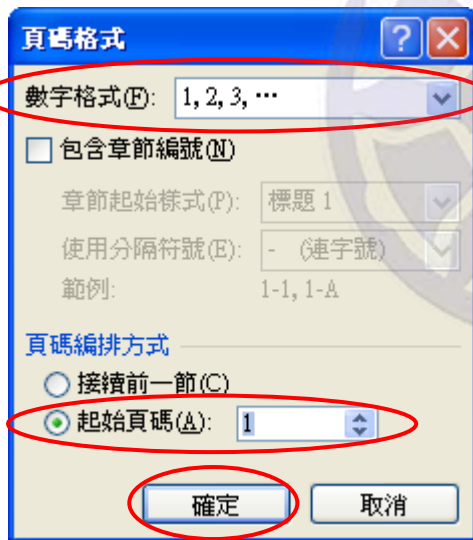 頁碼格式
數字格式(F): 1, 2, 3, …
包含章節編號(N)
章節起始樣式(P): 標題 1
使用分隔符號(E): - (連字號)
範例: 1-1, 1-A
頁碼編排方式
接續前一節(C)
起始頁碼(A): 1
確定 取消